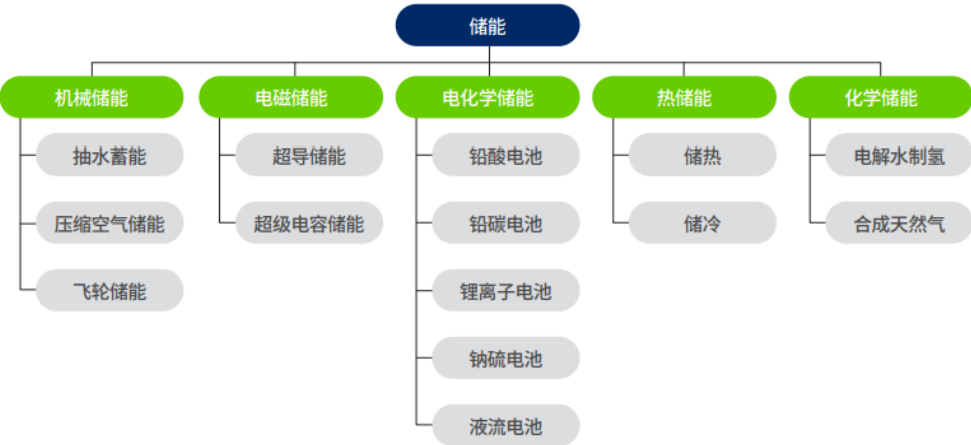 储能
机械储能
抽水蓄能
压缩空气储能
飞轮储能
电磁储能
超导储能
超级电容储能
电化学储能
铅酸电池
铅碳电池
锂离子电池
钠硫电池
液流电池
热储能
储热
储冷
化学储能
电解水制氢
合成天然气